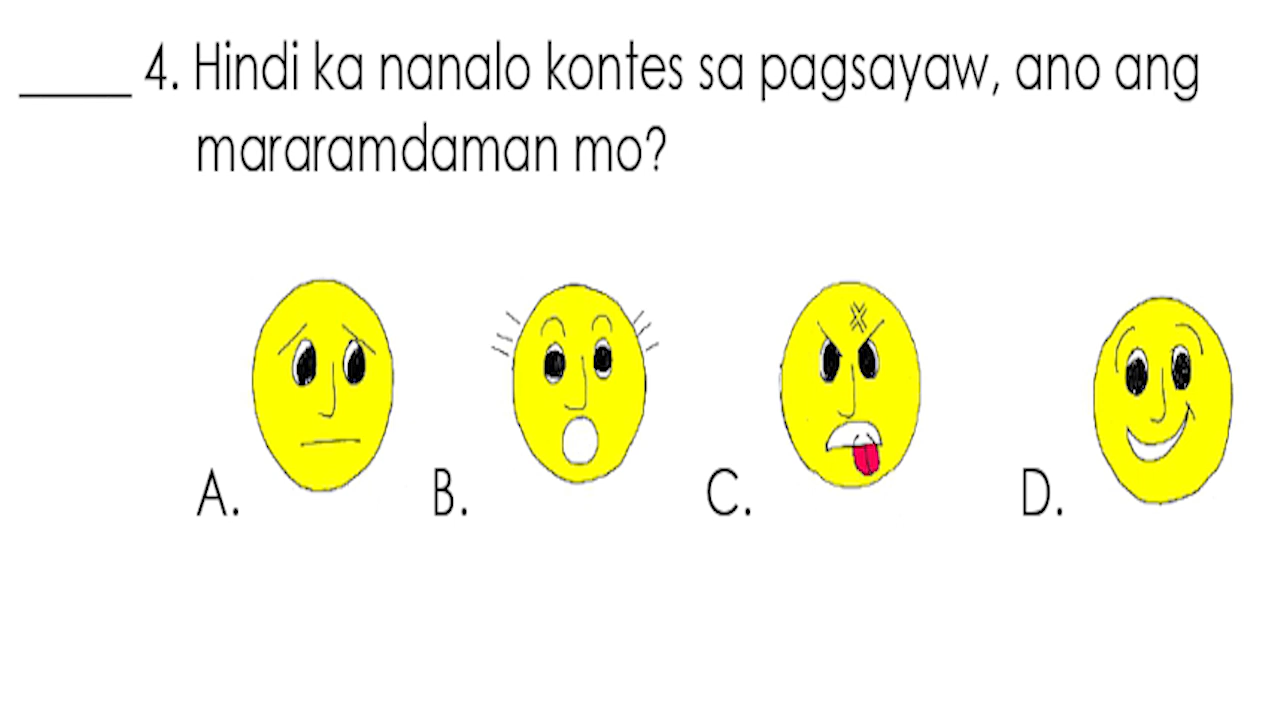 _____ 4. Hindi ka nanalo kontes sa pagsayaw, ano ang
mararamdaman mo?
A. B. C. D.